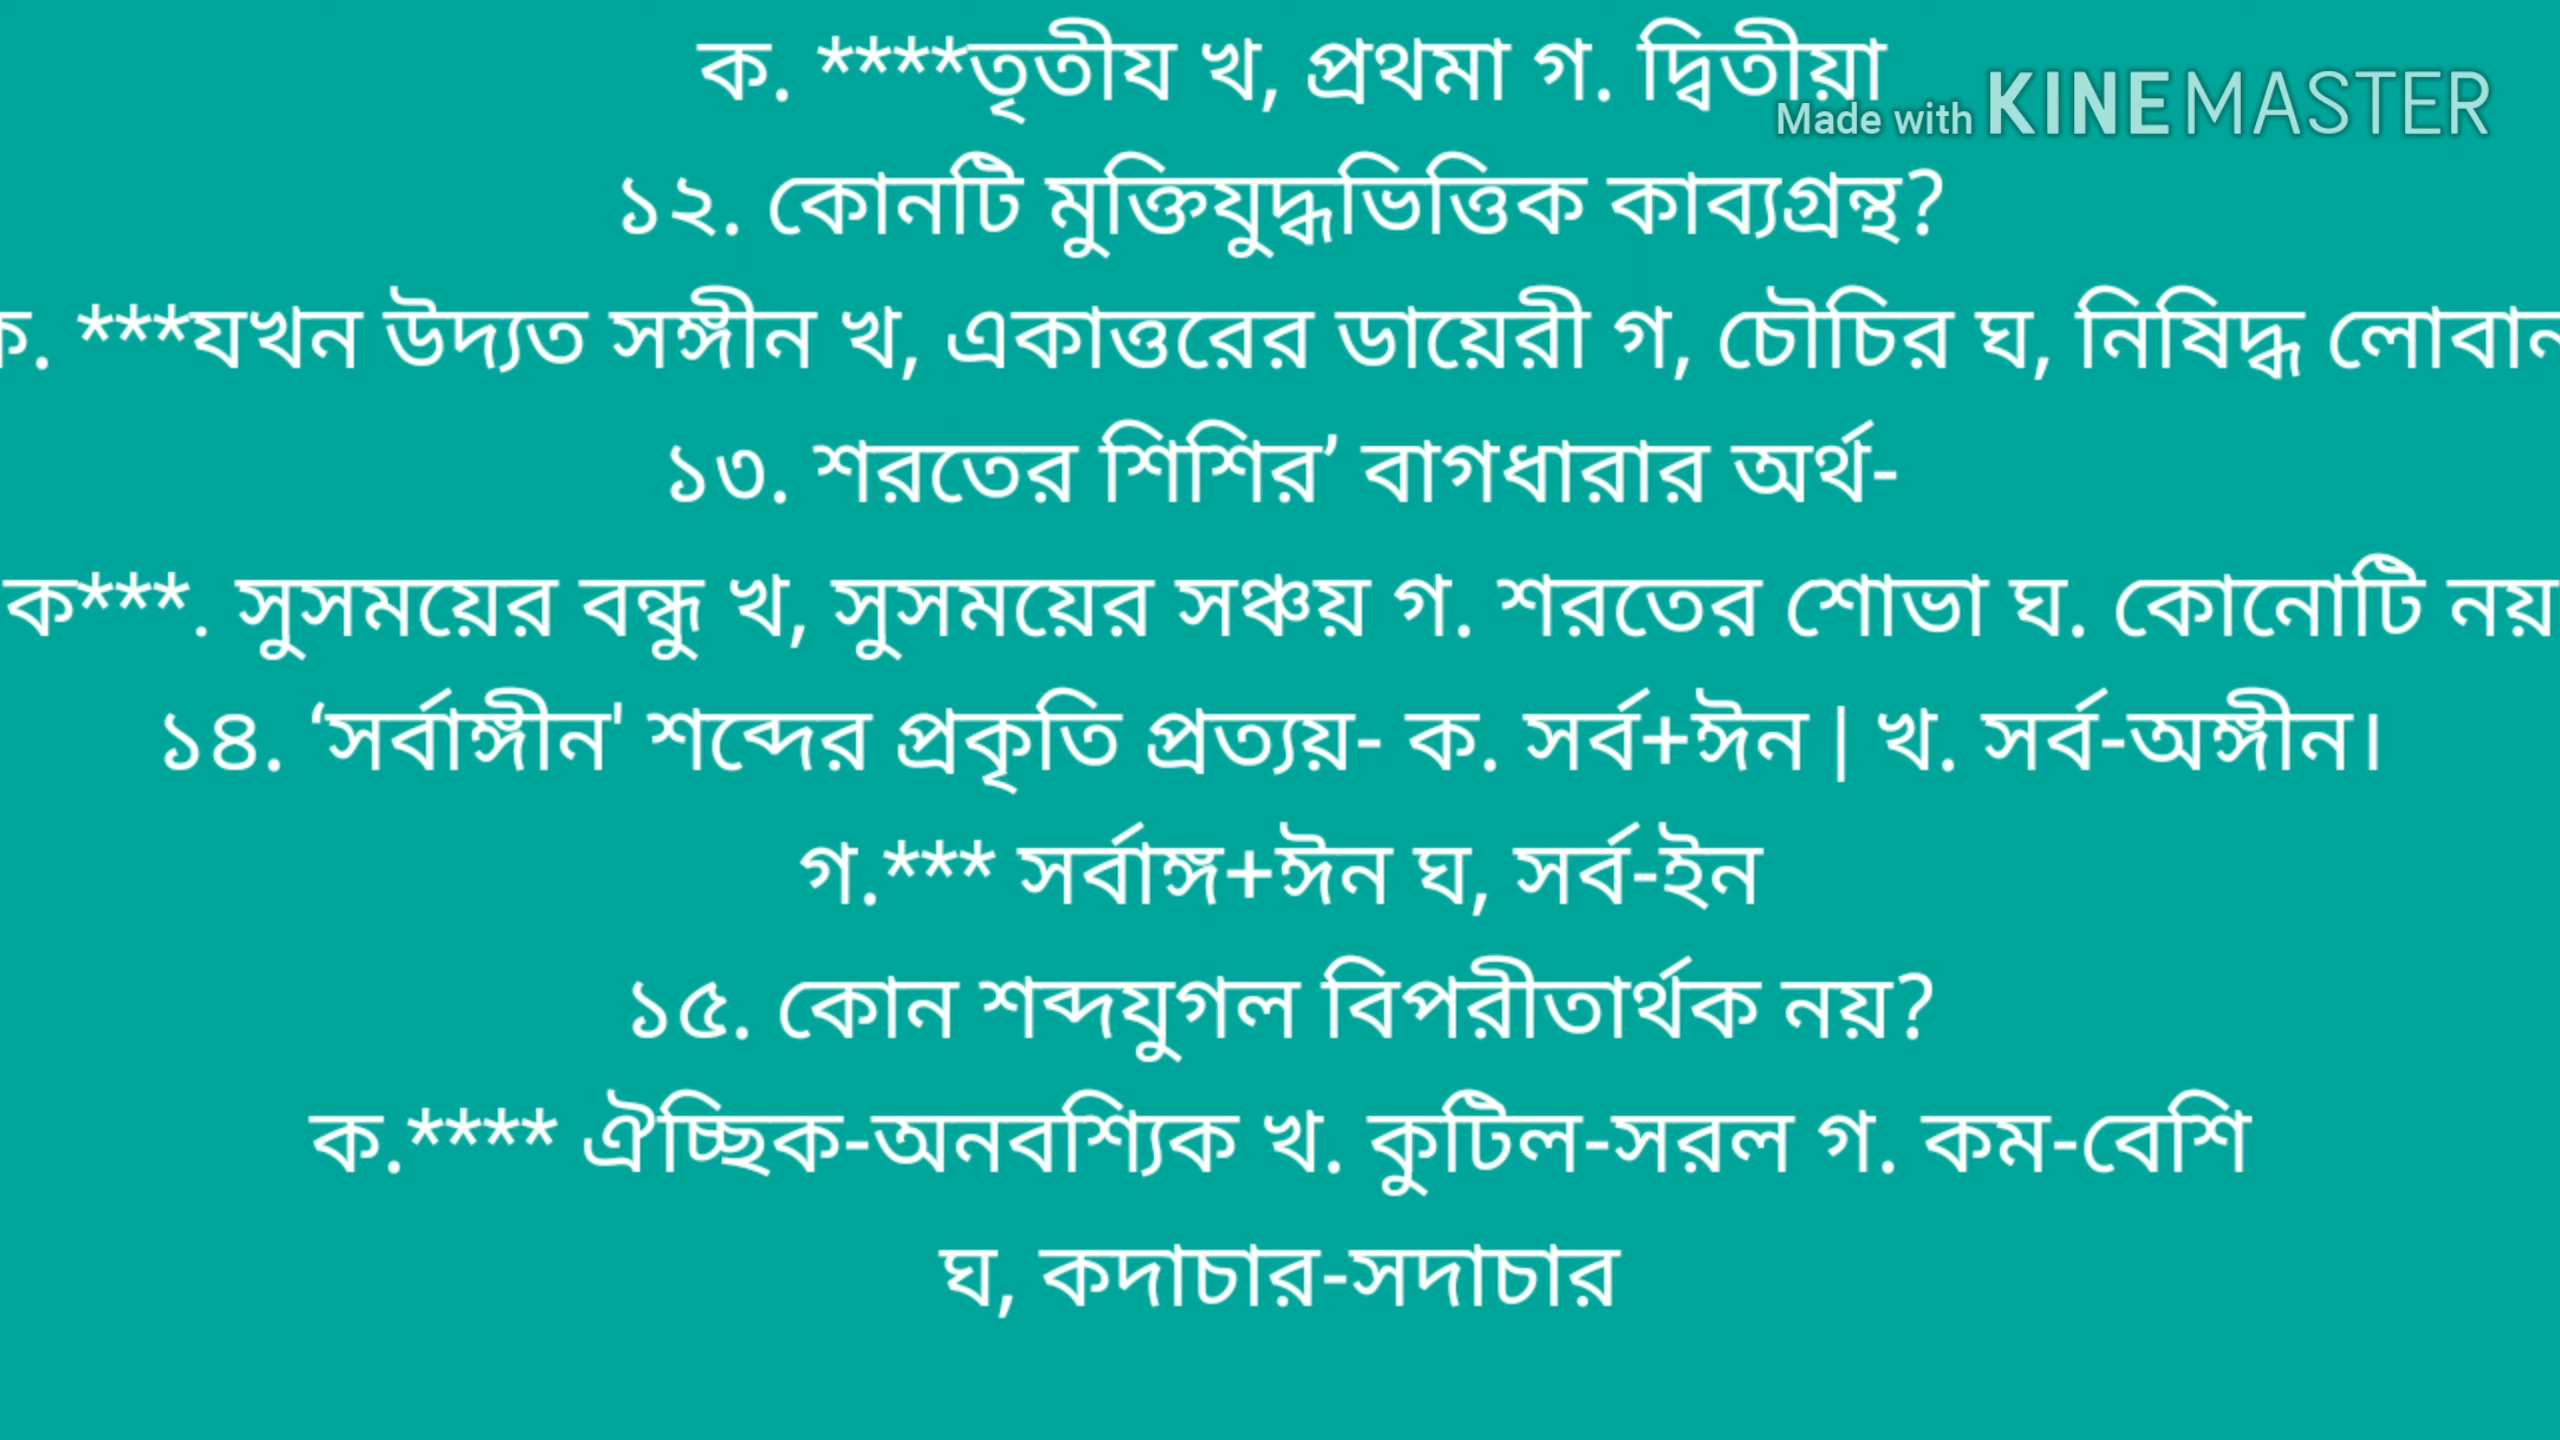 ক. ****তৃতীয খ, প্রথমা গ. দ্বিতীয়া
Made with KINEMASTER
১২. কোনটি মুক্তিযুদ্ধভিত্তিক কাব্যগ্রন্থ?
ক. ***যখন উদ্যত সঙ্গীন খ, একাত্তরের ডায়েরী গ, চৌচির ঘ, নিষিদ্ধ লোবান
১৩. শরতের শিশির’ বাগধারার অর্থ-
ক***. সুসময়ের বন্ধু খ, সুসময়ের সঞ্চয় গ. শরতের শোভা ঘ. কোনোটি নয়
১৪. ‘সর্বাঙ্গীন' শব্দের প্রকৃতি প্রত্যয়- ক. সর্ব+ঈন | খ. সর্ব-অঙ্গীন।
গ.*** সর্বাঙ্গ+ঈন ঘ, সর্ব-ইন
১৫. কোন শব্দযুগল বিপরীতার্থক নয়?
ক.**** ঐচ্ছিক-অনবশ্যিক খ. কুটিল-সরল গ. কম-বেশি
ঘ, কদাচার-সদাচার